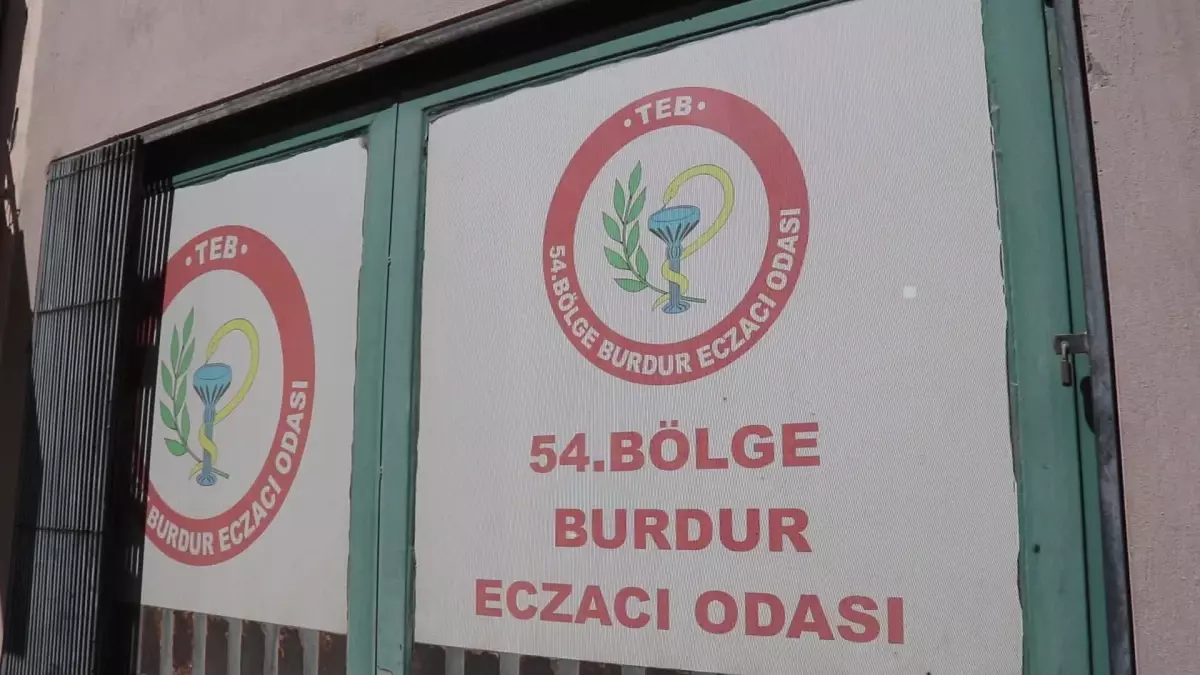 •TEB•
BURDUR ECZACI ODASI
•TEB•
54.BÖLGE BURDUR ECZACI ODASI
54.BÖLGE
BURDUR
ECZACI ODASI